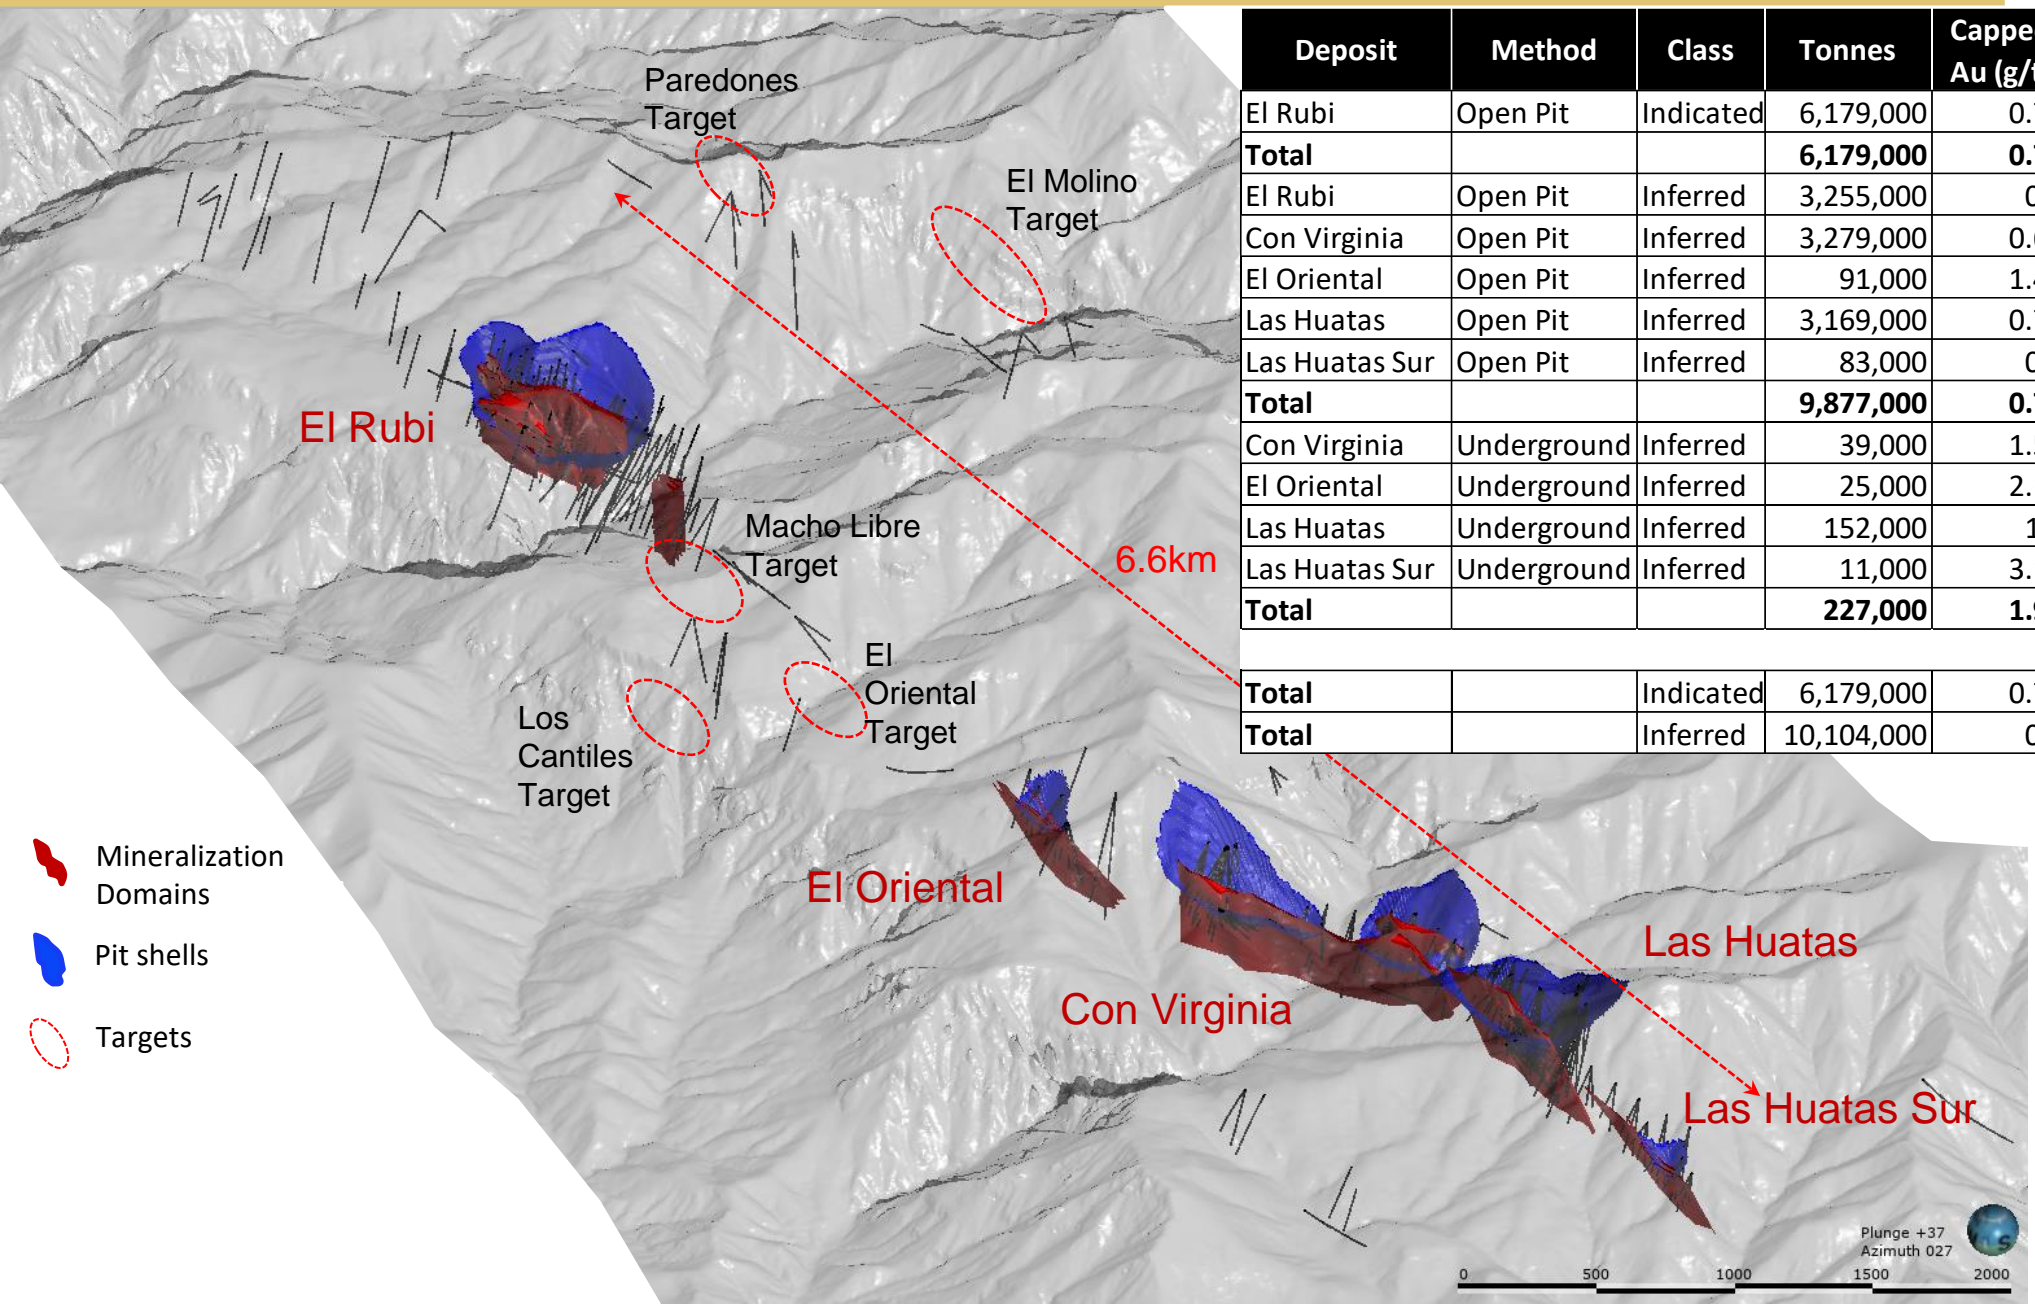 Deposit Method Class Tonnes Au (g/
El Rubi Open Pit Indicated 6,179,000
Total 6,179,000
El Rubi Open Pit Inferred 3,255,000
Con Virginia Open Pit Inferred 3,279,000
El Oriental Open Pit Inferred 91,000
Las Huatas Open Pit Inferred 3,169,000
Las Huatas Sur Open Pit Inferred 83,000
Total 9,877,000
Con Virginia Underground Inferred 39,000
El Oriental Underground Inferred 25,000
Las Huatas Underground Inferred 152,000
Las Huatas Sur Underground Inferred 11,000
Total 227,000
Total Indicated 6,179,000
Total Inferred 10,104,000
Paredones
Target
El Molino
Target
El Rubi
Macho Libre
Target
6.6km
El
Oriental
Target
Los
Cantiles
Target
El Oriental
Con Virginia
Las Huatas
Las Huatas Sur
Mineralization
Domains
Pit shells
Targets
Plunge +37
Azimuth 027
0 500 1000 1500 2000